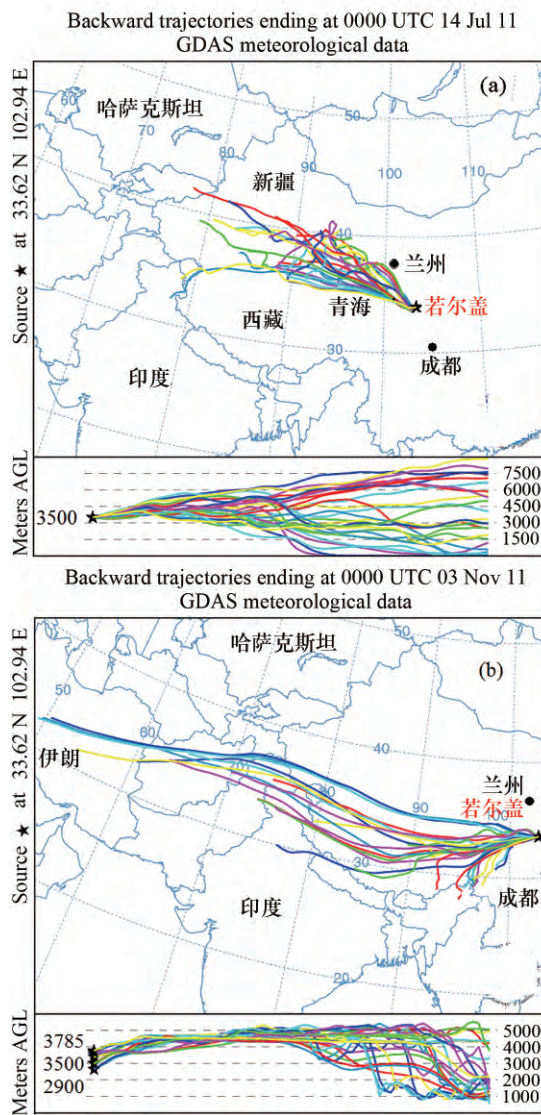 Backward trajectories ending at 0000 UTC 14 Jul 11
GDAS meteorological data
Source ★ at 33.62 N 102.94 E
(a)
60
哈萨克斯坦
50
70
80
新疆
90
100
110
40
兰州
青海
若尔盖
西藏
30
成都
印度
Meters AGL
3500
7500
6000
4500
3000
1500
Backward trajectories ending at 0000 UTC 03 Nov 11
GDAS meteorological data
Source ★ at 33.62 N 102.94 E
哈萨克斯坦
50
(b)
50
60
伊朗
40
兰州
90
若尔盖
30
成都
印度
20
Meters AGL
3785
3500
2900
5000
4000
3000
2000
1000